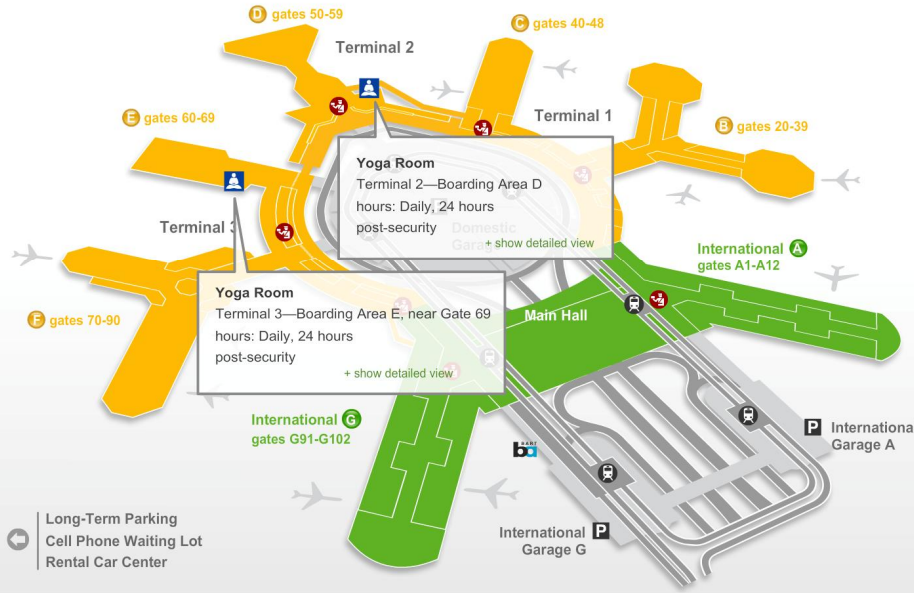 D gates 50-59
C gates 40-48
Terminal 2
E gates 60-69
Terminal 1
B gates 20-39
Yoga Room
Terminal 2—Boarding Area D
hours: Daily, 24 hours
post-security
+ show detailed view
Domestic
Garage
Terminal 3
International A
gates A1-A12
Yoga Room
Terminal 3—Boarding Area E, near Gate 69
hours: Daily, 24 hours
post-security
+ show detailed view
Main Hall
F gates 70-90
International G
gates G91-G102
P International
Garage A
BART
ba
International P
Garage G
Long-Term Parking
Cell Phone Waiting Lot
Rental Car Center